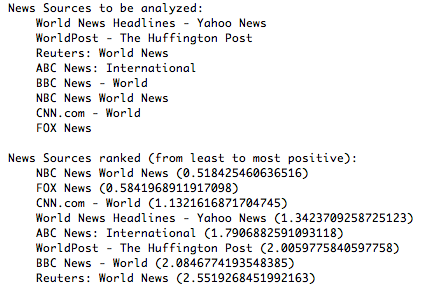 News Sources to be analyzed:
World News Headlines - Yahoo News
WorldPost - The Huffington Post
Reuters: World News
ABC News: International
BBC News - World
NBC News World News
CNN.com - World
FOX News
News Sources ranked (from least to most positive):
NBC News World News (0.518425460636516)
FOX News (0.5841968911917098)
CNN.com - World (1.1321616871704745)
World News Headlines - Yahoo News (1.3423709258725123)
ABC News: International (1.7906882591093118)
WorldPost - The Huffington Post (2.0059775840597758)
BBC News - World (2.0846774193548385)
Reuters: World News (2.5519268451992163)